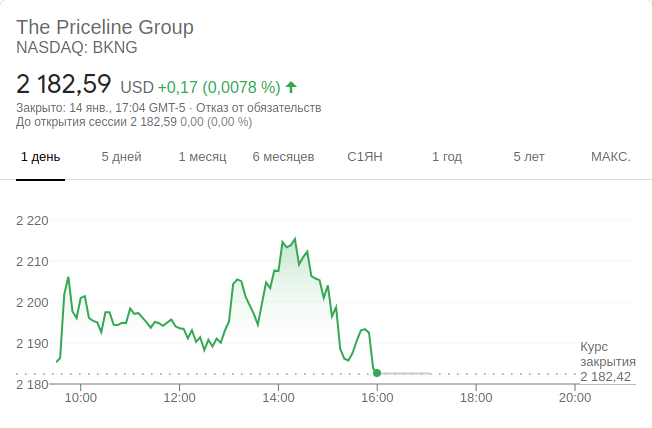 The Priceline Group
NASDAQ: BKNG
2 182,59 USD +0,17 (0,0078 %)
Закрыто: 14 янв., 17:04 GMT-5 · Отказ от обязательств
До открытия сессии 2 182,59 0,00 (0,00 %)
1 день 5 дней 1 месяц 6 месяцев С1ЯН 1 год 5 лет МАКС.
2 220
2 210
2 200
2 190
2 180
Курс
закрытия
2 182,42
10:00 12:00 14:00 16:00 18:00 20:00